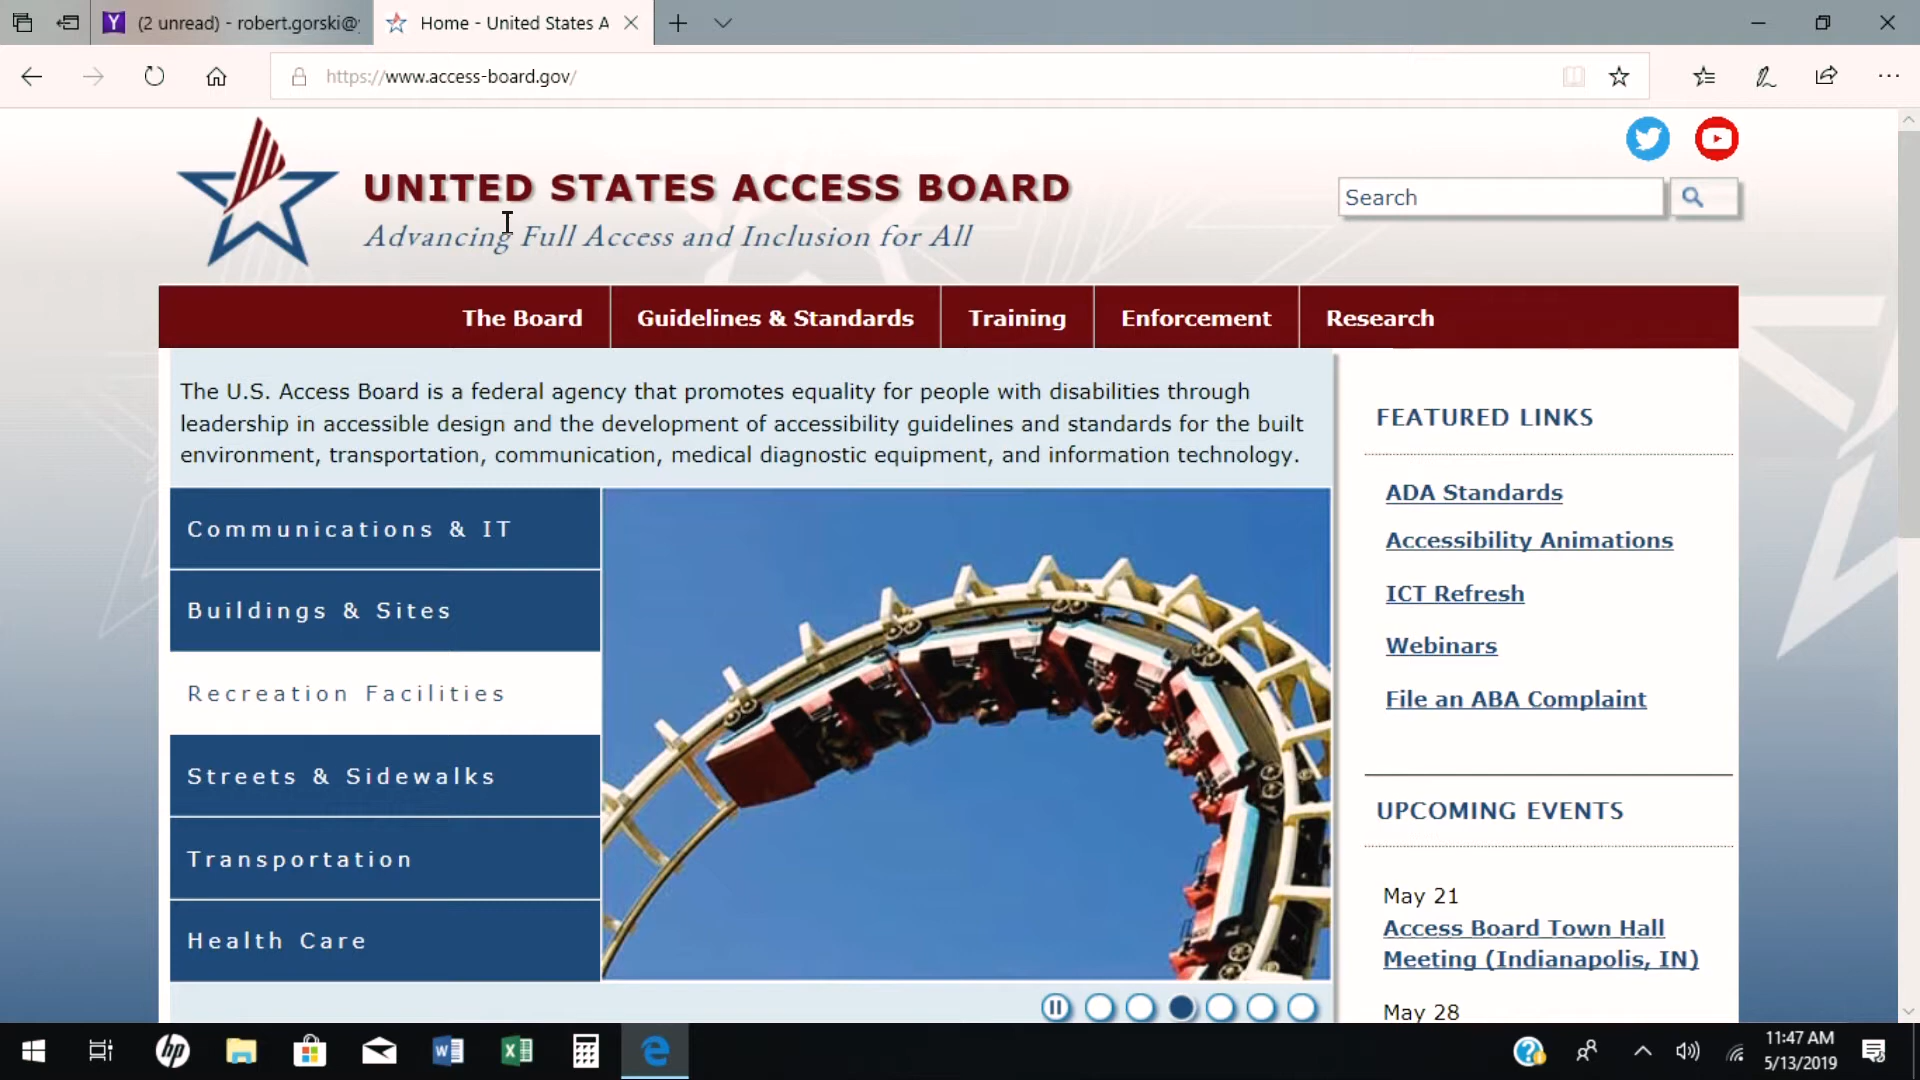 (2 unread) - robert.gorski@
Home - United States A
https://www.access-board.gov/
UNITED STATES ACCESS BOARD
Advancing Full Access and Inclusion for All
Search
The Board
Guidelines & Standards
Training
Enforcement
Research
The U.S. Access Board is a federal agency that promotes equality for people with disabilities through
leadership in accessible design and the development of accessibility guidelines and standards for the built
environment, transportation, communication, medical diagnostic equipment, and information technology.
Communications & IT
Buildings & Sites
Recreation Facilities
Streets & Sidewalks
Transportation
Health Care
FEATURED LINKS
ADA Standards
Accessibility Animations
ICT Refresh
Webinars
File an ABA Complaint
UPCOMING EVENTS
May 21
Access Board Town Hall
Meeting (Indianapolis, IN)
May 28
11:47 AM
5/13/2019